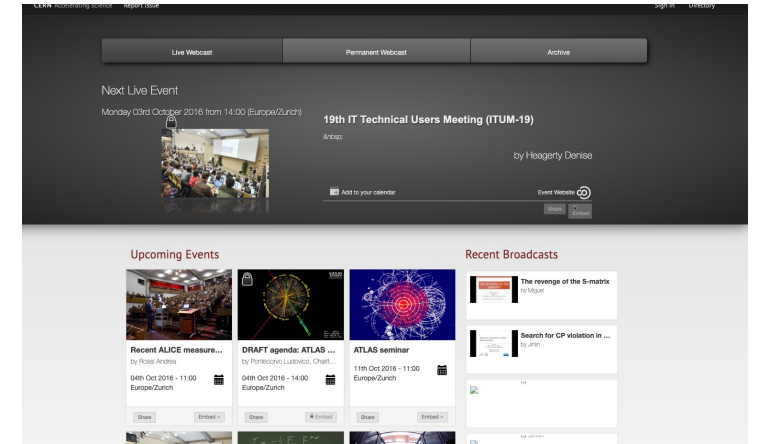 CERN Accelerating science Report Issue Sign in Directory
Live Webcast Permanent Webcast Archive
Next Live Event
Monday 03rd October 2016 from 14:00 (Europe/Zurich)
19th IT Technical Users Meeting (ITUM-19)
&nbsp;
by Heagerty Denise
Add to your calendar Event Website
Share Embed
Upcoming Events
Recent ALICE measure...
by Rossi Andrea
04th Oct 2016 - 11:00
Europe/Zurich
Share Embed
DRAFT agenda: ATLAS ...
by Pontecorvo Ludovico, Charlt...
04th Oct 2016 - 14:00
Europe/Zurich
Share Embed
ATLAS seminar
11th Oct 2016 - 11:00
Europe/Zurich
Share Embed
Recent Broadcasts
The revenge of the S-matrix
by Miguel
Search for CP violation in ...
by Jinlin